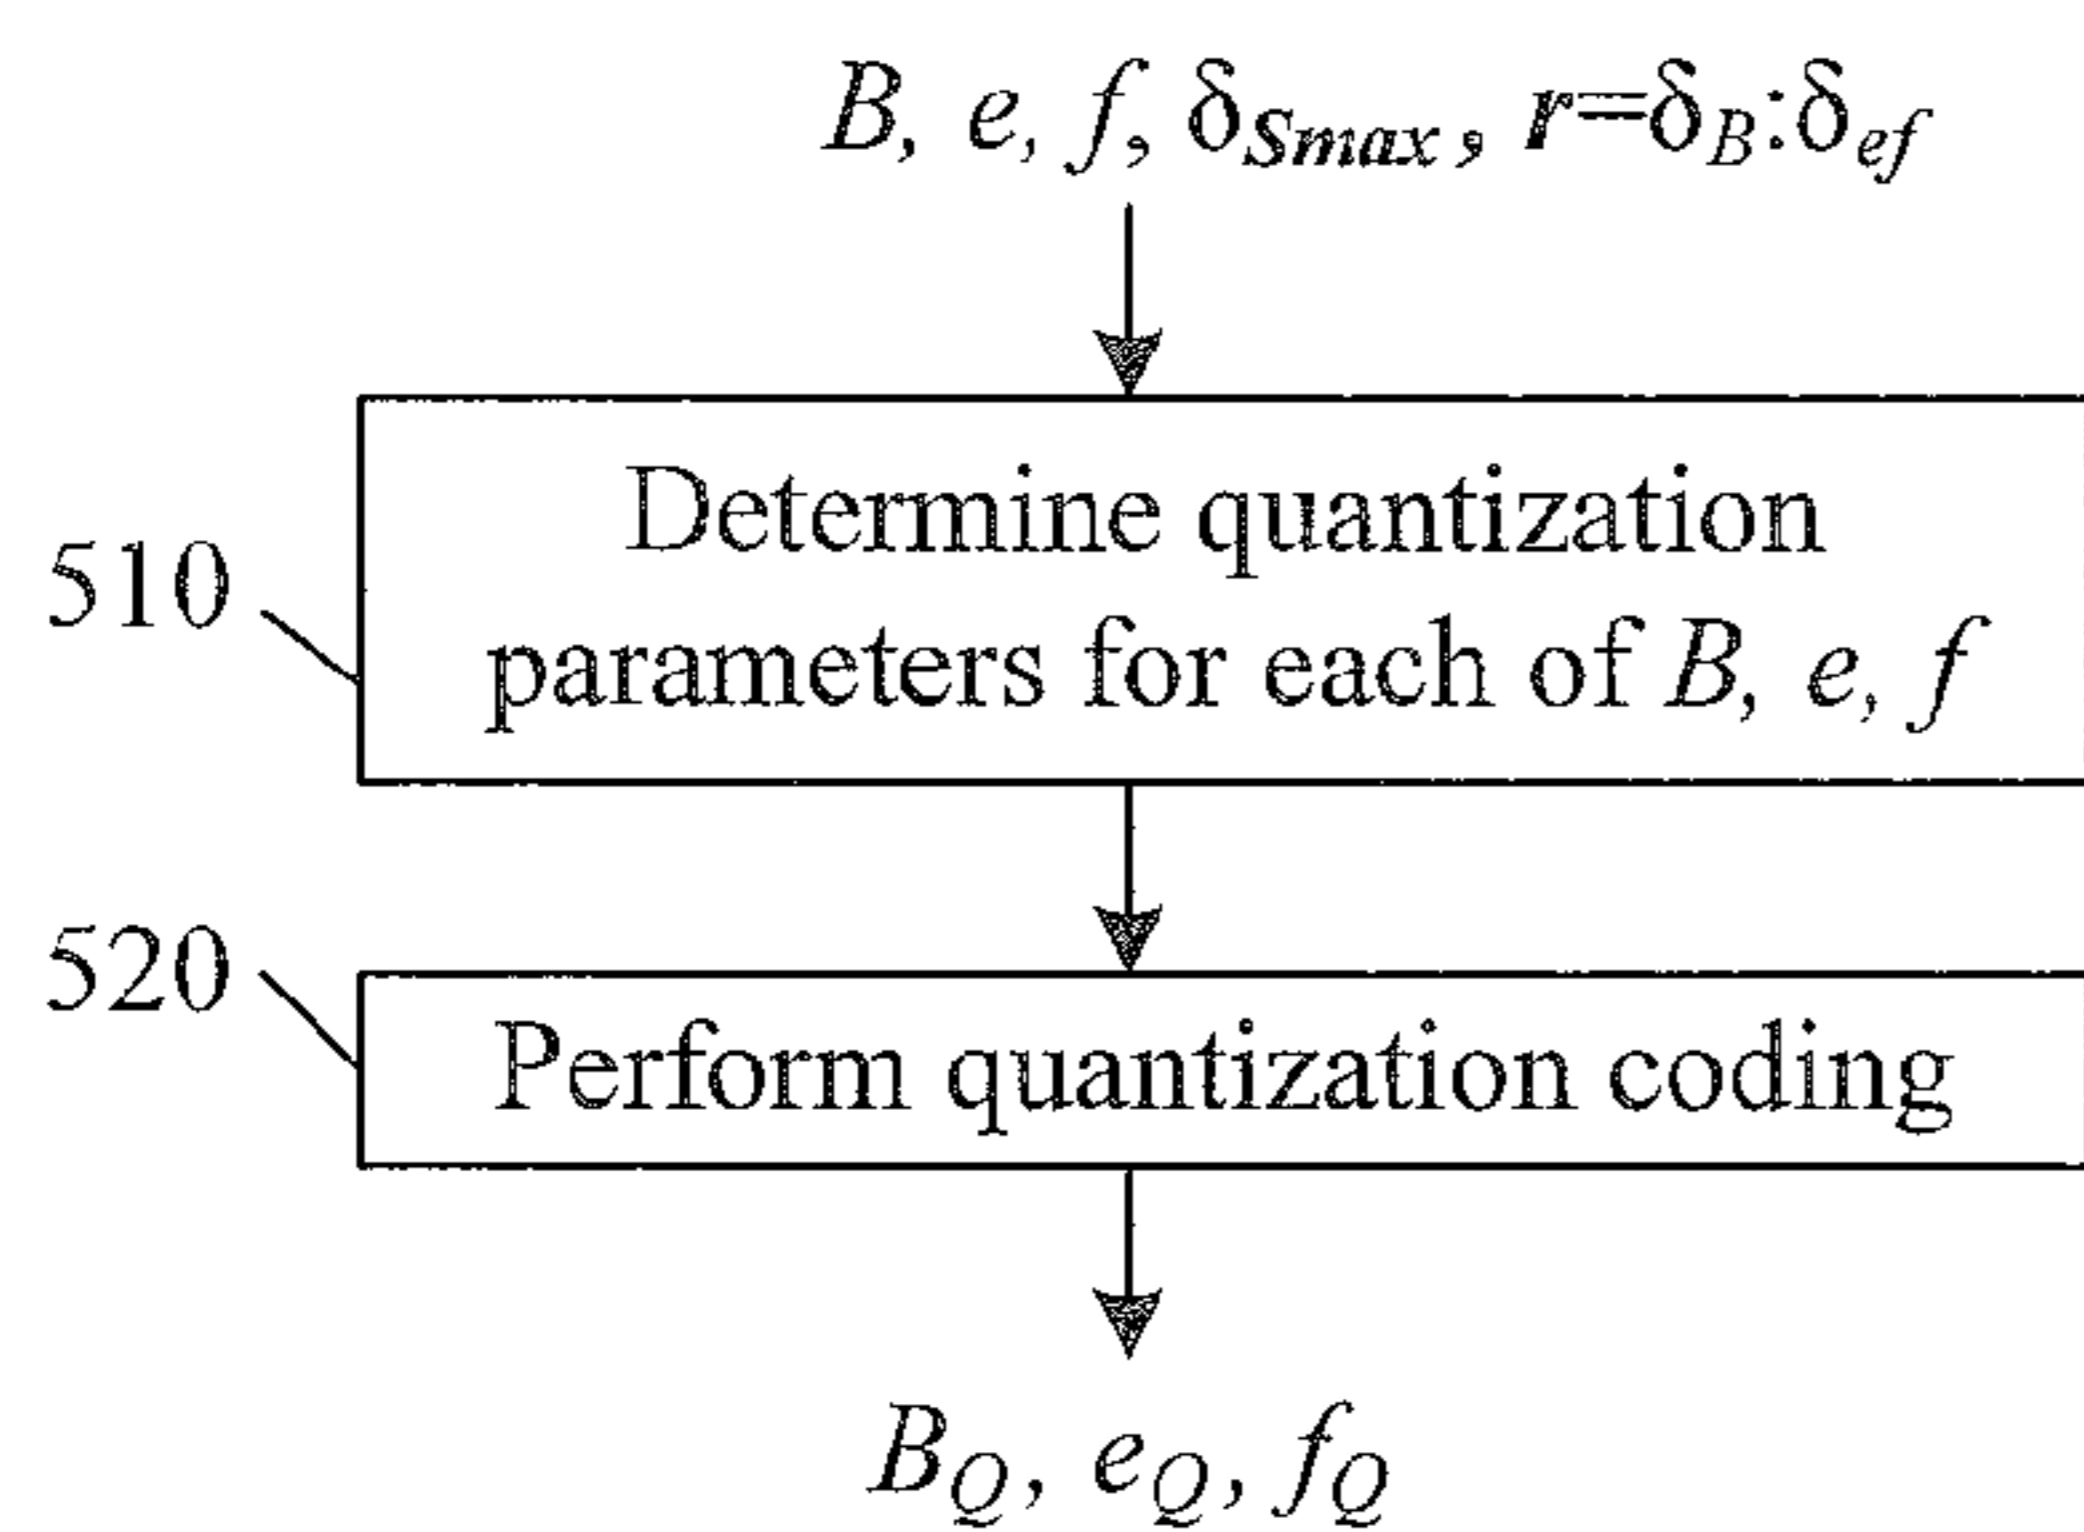 B, e, f, δSmax, r=δB:δef
510
Determine quantization
parameters for each of B, e, f
520
Perform quantization coding
BQ, eQ, fQ